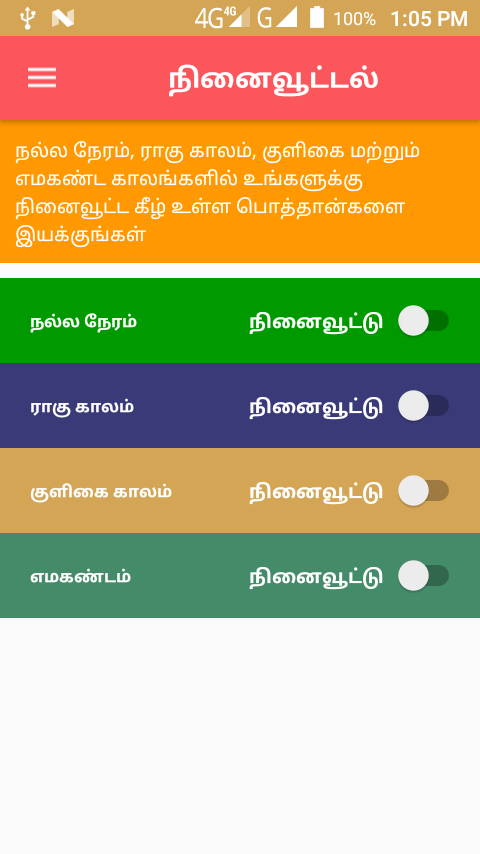 4G 4G G 100% 1:05 PM
நினைவூட்டல்
நல்ல நேரம், ராகு காலம், குளிகை மற்றும்
எமகண்ட காலங்களில் உங்களுக்கு
நினைவூட்ட கீழ் உள்ள பொத்தான்களை
இயக்குங்கள்
நல்ல நேரம் நினைவூட்டு
ராகு காலம் நினைவூட்டு
குளிகை காலம் நினைவூட்டு
எமகண்டம் நினைவூட்டு